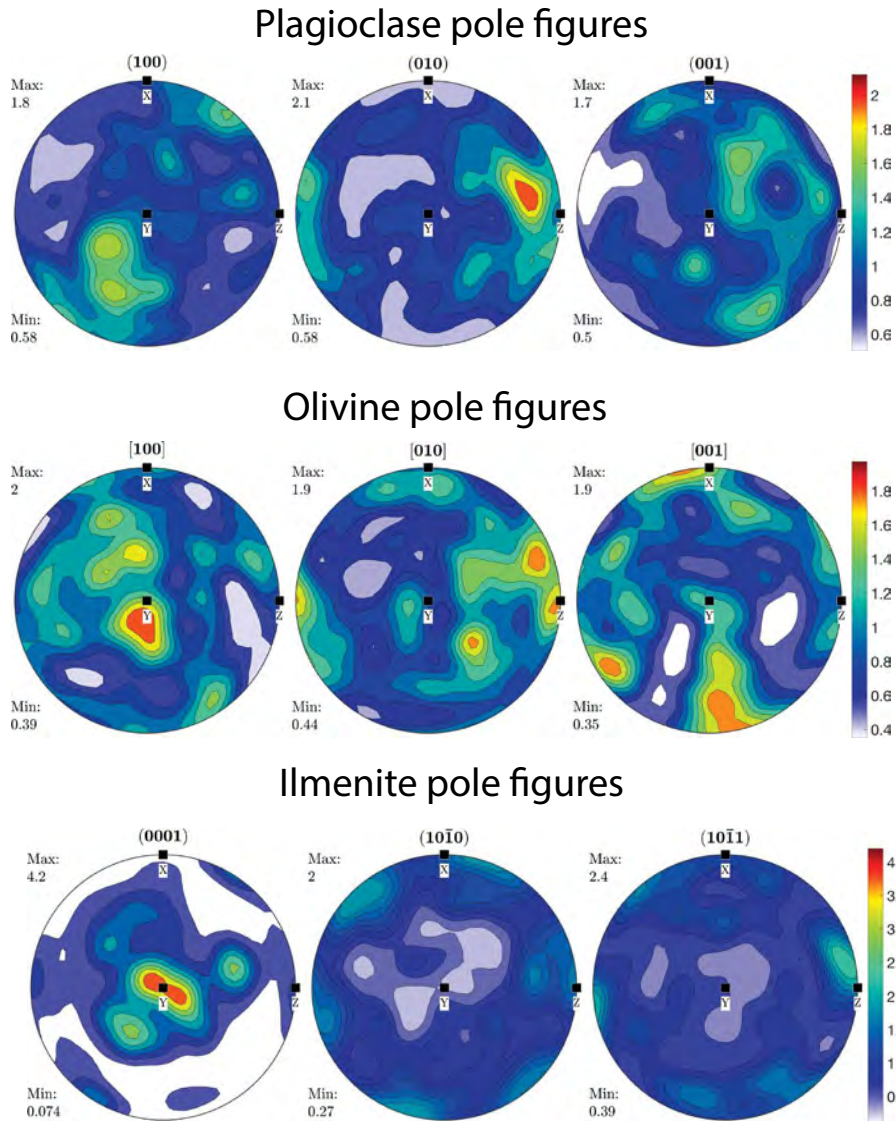 Plagioclase pole figures
(100) (010) (001)
Max: Max: Max:
1.8 2.1 1.7
X X X
Y Z Y Z Y Z
Min: Min: Min:
0.58 0.58 0.5
2
1.8
1.6
1.4
1.2
1
0.8
0.6
Olivine pole figures
[100] [010] [001]
Max: Max: Max:
2 1.9 1.9
X X X
Y Z Y Z Y Z
Min: Min: Min:
0.39 0.44 0.35
1.8
1.6
1.4
1.2
1
0.8
0.6
0.4
Ilmenite pole figures
(0001) (101̄0) (101̄1)
Max: Max: Max:
4.2 2 2.4
X X X
Y Z Y Z Y Z
Min: Min: Min:
0.074 0.27 0.39
4
3
3
2
2
1
1
0